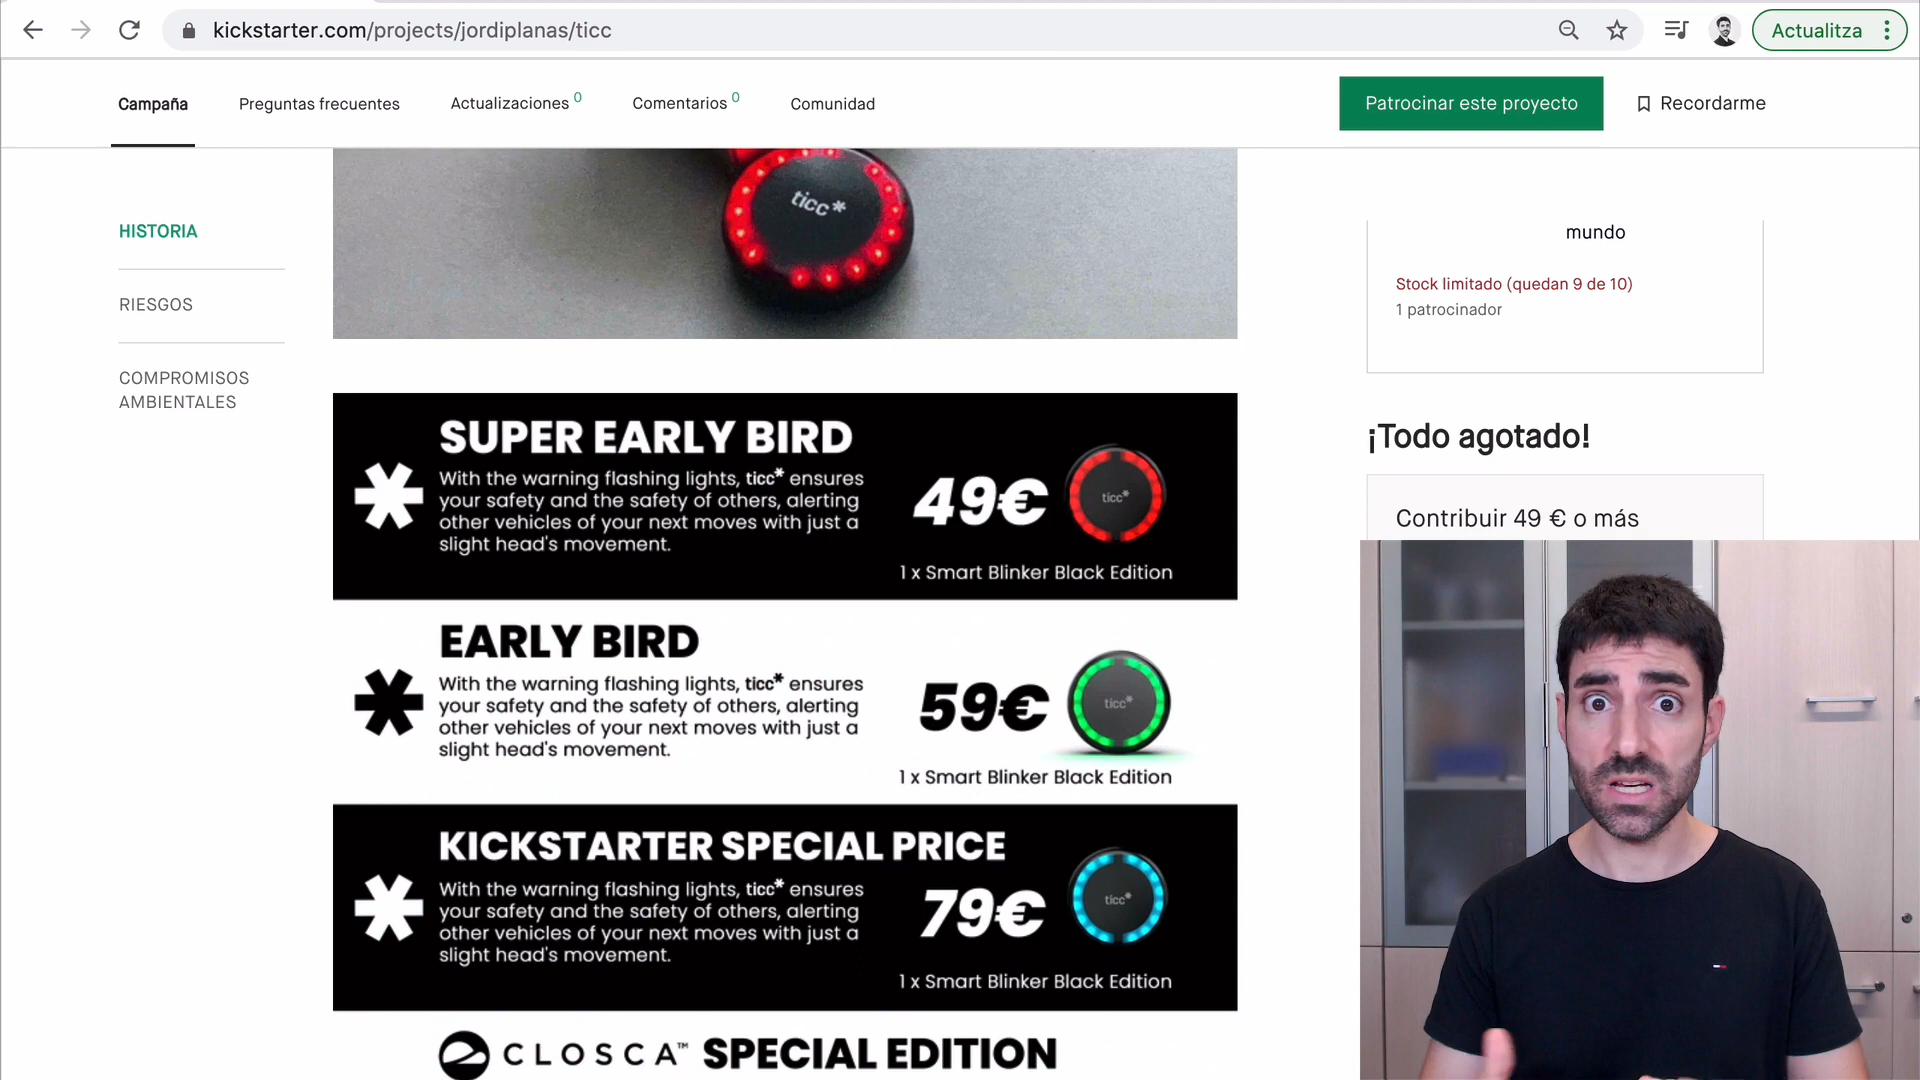 kickstarter.com/projects/jordiplanas/ticc
Actualitza
Campaña
Preguntas frecuentes
Actualizaciones 0
Comentarios 0
Comunidad
Patrocinar este proyecto
Recordarme
HISTORIA
RIESGOS
COMPROMISOS
AMBIENTALES
ticc*
mundo
Stock limitado (quedan 9 de 10)
1 patrocinador
¡Todo agotado!
Contribuir 49 € o más
SUPER EARLY BIRD
With the warning flashing lights, ticc* ensures
your safety and the safety of others, alerting
other vehicles of your next moves with just a
slight head's movement.
49€
ticc*
1 x Smart Blinker Black Edition
EARLY BIRD
With the warning flashing lights, ticc* ensures
your safety and the safety of others, alerting
other vehicles of your next moves with just a
slight head's movement.
59€
ticc*
1 x Smart Blinker Black Edition
KICKSTARTER SPECIAL PRICE
With the warning flashing lights, ticc* ensures
your safety and the safety of others, alerting
other vehicles of your next moves with just a
slight head's movement.
79€
ticc*
1 x Smart Blinker Black Edition
CLOSCA™ SPECIAL EDITION